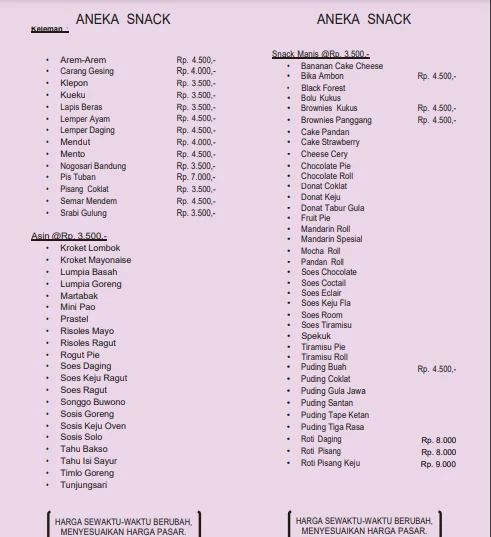 ANEKA SNACK
Keleman :
• Arem-Arem Rp. 4.500,-
• Carang Gesing Rp. 4.000,-
• Klepon Rp. 3.500,-
• Kueku Rp. 3.500,-
• Lapis Beras Rp. 3.500,-
• Lemper Ayam Rp. 4.500,-
• Lemper Daging Rp. 4.500,-
• Mendut Rp. 4.000,-
• Mento Rp. 4.500,-
• Nogosari Bandung Rp. 3.500,-
• Pis Tuban Rp. 7.000,-
• Pisang Coklat Rp. 3.500,-
• Semar Mendem Rp. 4.500,-
• Srabi Gulung Rp. 3.500,-
Asin @Rp. 3.500,-
• Kroket Lombok
• Kroket Mayonaise
• Lumpia Basah
• Lumpia Goreng
• Martabak
• Mini Pao
• Prastel
• Risoles Mayo
• Risoles Ragut
• Rogut Pie
• Soes Daging
• Soes Keju Ragut
• Soes Ragut
• Songgo Buwono
• Sosis Goreng
• Sosis Keju Oven
• Sosis Solo
• Tahu Bakso
• Tahu Isi Sayur
• Timlo Goreng
• Tunjungsari
HARGA SEWAKTU-WAKTU BERUBAH,
MENYESUAIKAN HARGA PASAR.
ANEKA SNACK
Snack Manis @Rp. 3.500,-
• Bananan Cake Cheese
• Bika Ambon Rp. 4.500,-
• Black Forest
• Bolu Kukus
• Brownies Kukus Rp. 4.500,-
• Brownies Panggang Rp. 4.500,-
• Cake Pandan
• Cake Strawberry
• Cheese Cery
• Chocolate Pie
• Chocolate Roll
• Donat Coklat
• Donat Keju
• Donat Tabur Gula
• Fruit Pie
• Mandarin Roll
• Mandarin Spesial
• Mocha Roll
• Pandan Roll
• Soes Chocolate
• Soes Coctail
• Soes Eclair
• Soes Keju Fla
• Soes Room
• Soes Tiramisu
• Spekuk
• Tiramisu Pie
• Tiramisu Roll
• Puding Buah Rp. 4.500,-
• Puding Coklat
• Puding Gula Jawa
• Puding Santan
• Puding Tape Ketan
• Puding Tiga Rasa
• Roti Daging Rp. 8.000
• Roti Pisang Rp. 8.000
• Roti Pisang Keju Rp. 9.000
HARGA SEWAKTU-WAKTU BERUBAH,
MENYESUAIKAN HARGA PASAR.